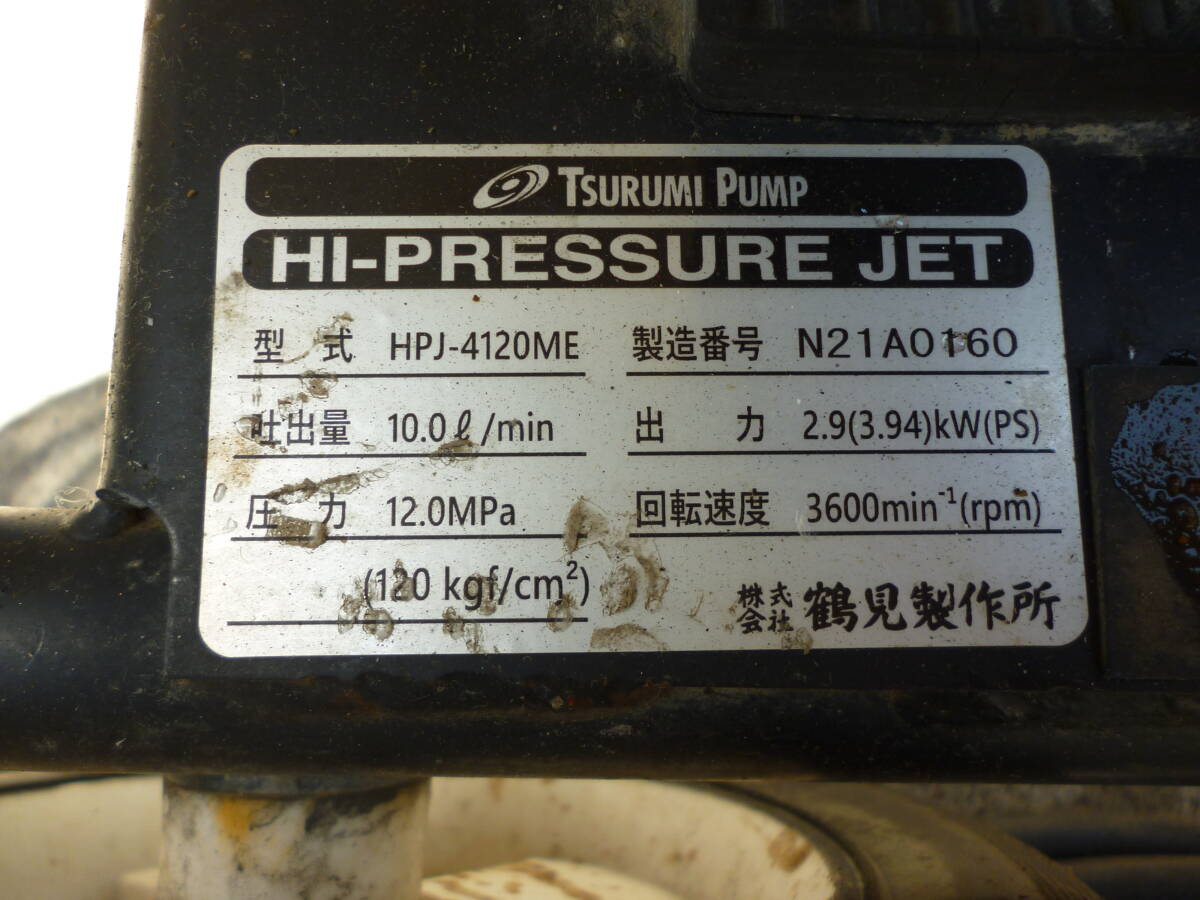 TSURUMI PUMP
HI-PRESSURE JET
型式 HPJ-4120ME 製造番号 N21A0160
吐出量 10.0ℓ/min 出力 2.9(3.94)kW(PS)
圧力 12.0MPa 回転速度 3600min⁻¹(rpm)
(120 kgf/cm²)
株式会社 鶴見製作所